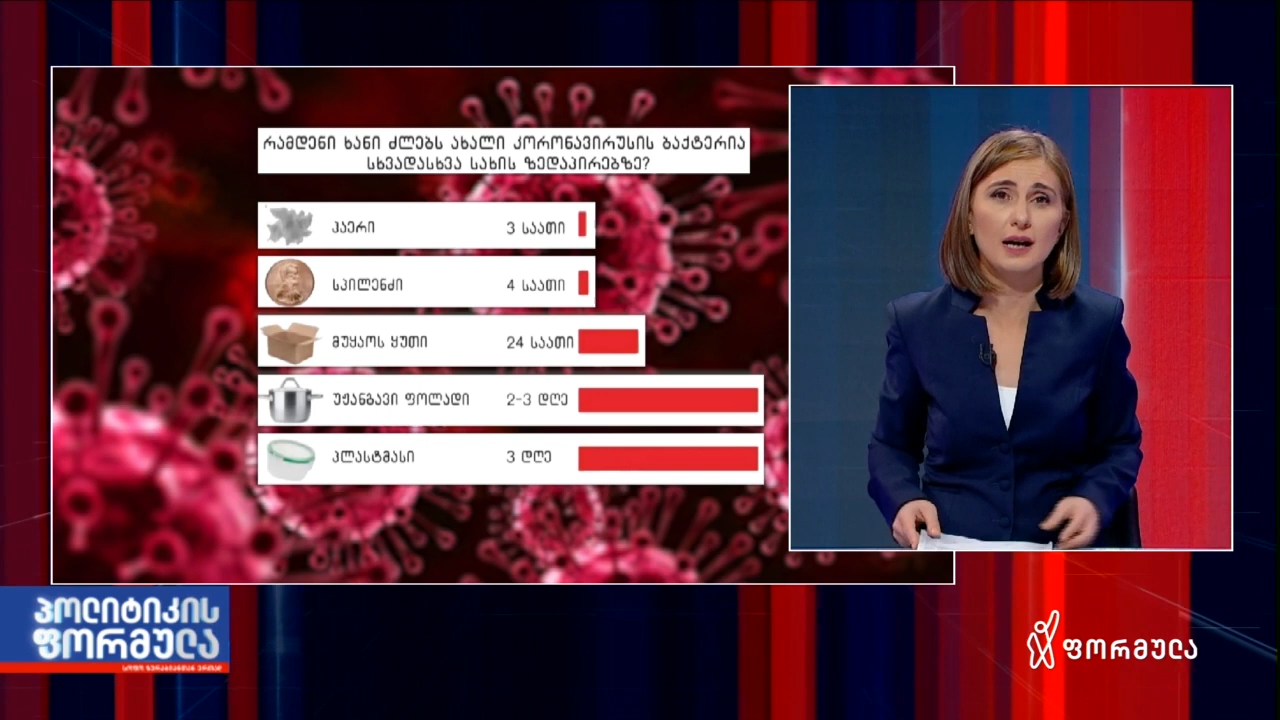 რამდენი ხანი ძლებს ახალი კორონავირუსის ბაქტერია
სხვადასხვა სახის ზედაპირებზე?
ჰაერი 3 საათი
სპილენძი 4 საათი
მუყაოს ყუთი 24 საათი
უჟანგავი ფოლადი 2-3 დღე
პლასტმასი 3 დღე
პოლიტიკის
ფორმულა
ფორმულა